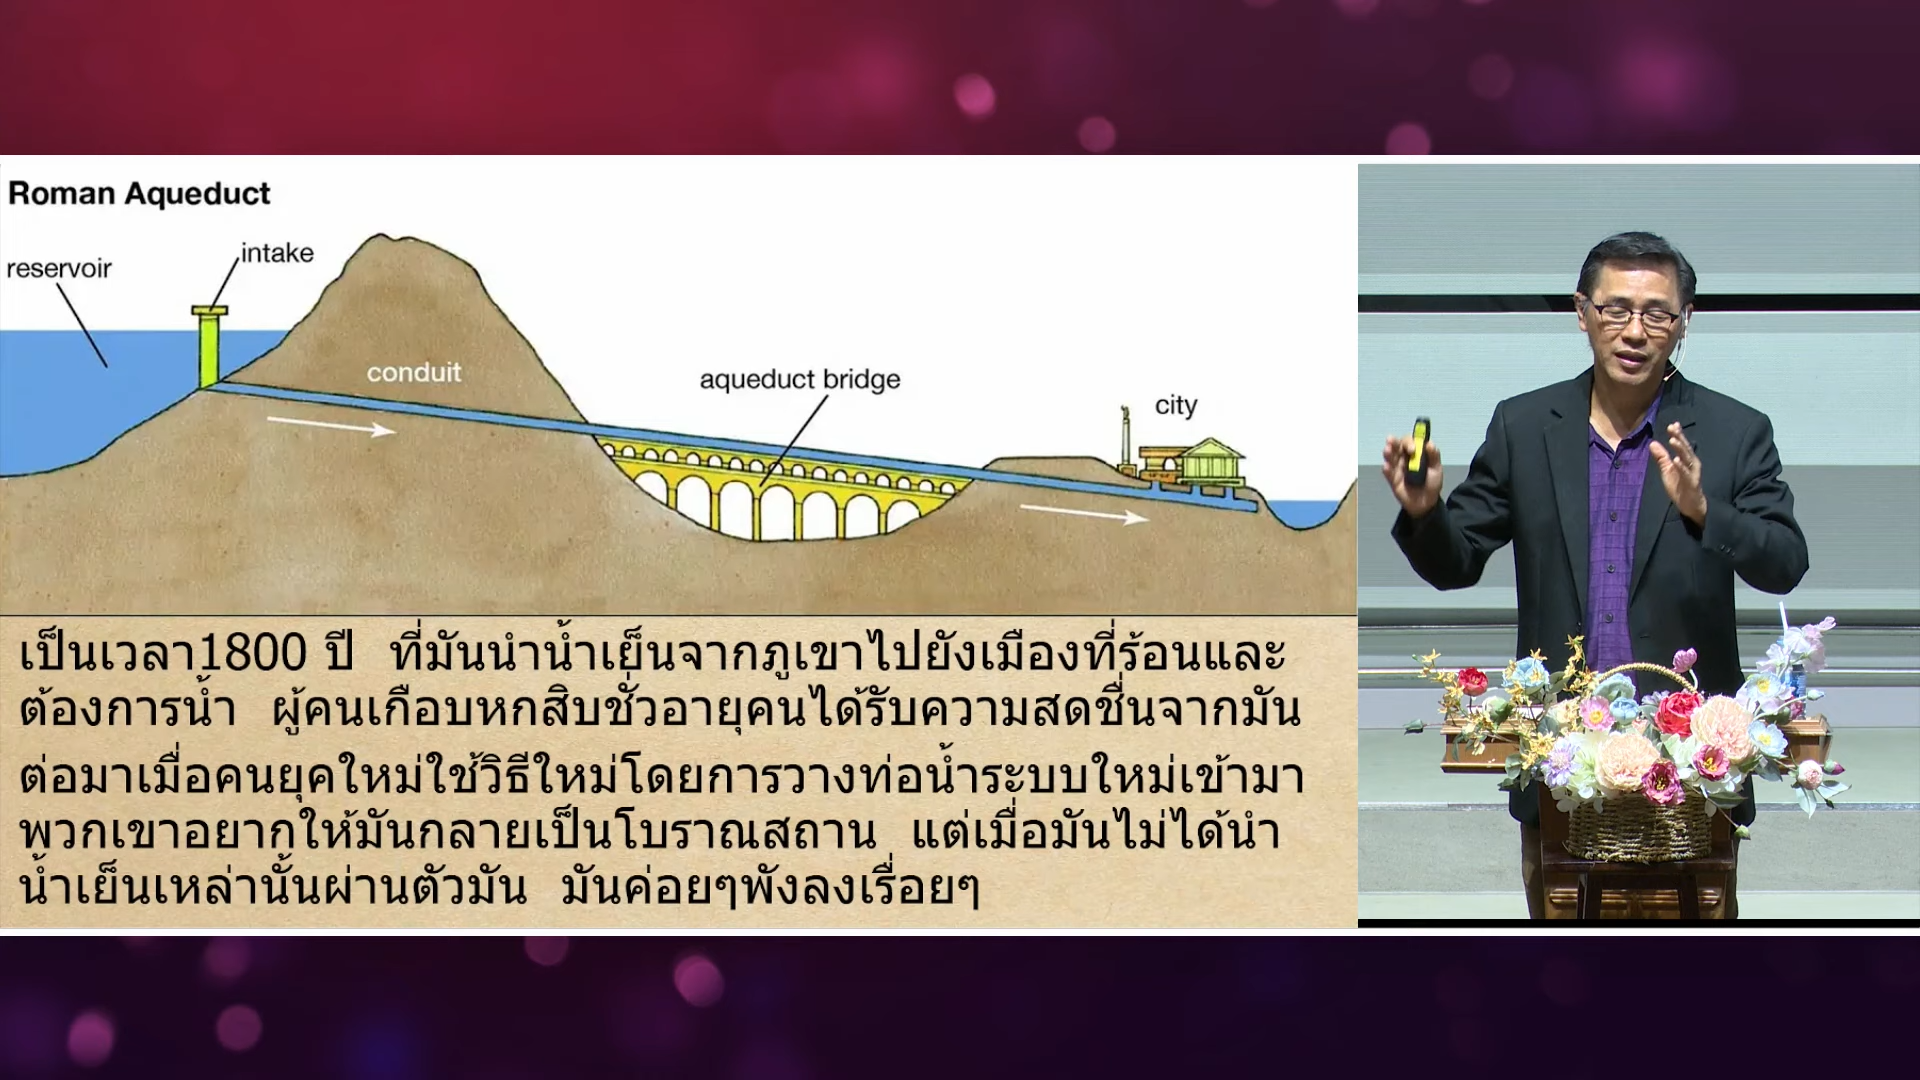 Roman Aqueduct
intake
reservoir
conduit
aqueduct bridge
city
เป็นเวลา1800 ปี ที่มันนำน้ำเย็นจากภูเขาไปยังเมืองที่ร้อนและ
ต้องการน้ำ ผู้คนเกือบหกสิบชั่วอายุคนได้รับความสดชื่นจากมัน
ต่อมาเมื่อคนยุคใหม่ใช้วิธีใหม่โดยการวางท่อน้ำระบบใหม่เข้ามา
พวกเขาอยากให้มันกลายเป็นโบราณสถาน แต่เมื่อมันไม่ได้นำ
น้ำเย็นเหล่านั้นผ่านตัวมัน มันค่อยๆพังลงเรื่อยๆ